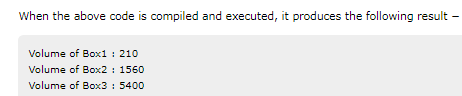 When the above code is compiled and executed, it produces the following result −
Volume of Box1 : 210
Volume of Box2 : 1560
Volume of Box3 : 5400